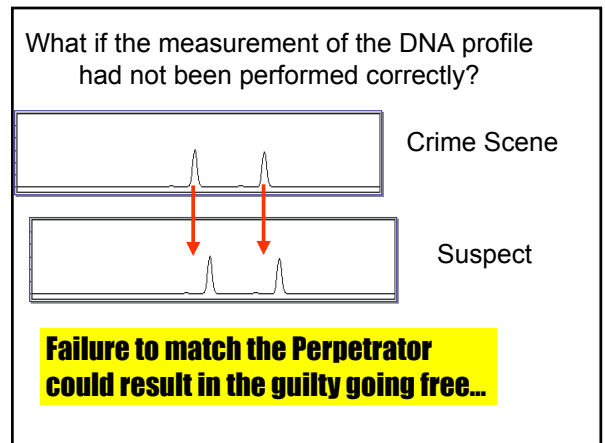 What if the measurement of the DNA profile
had not been performed correctly?
Crime Scene
Suspect
Failure to match the Perpetrator
could result in the guilty going free...